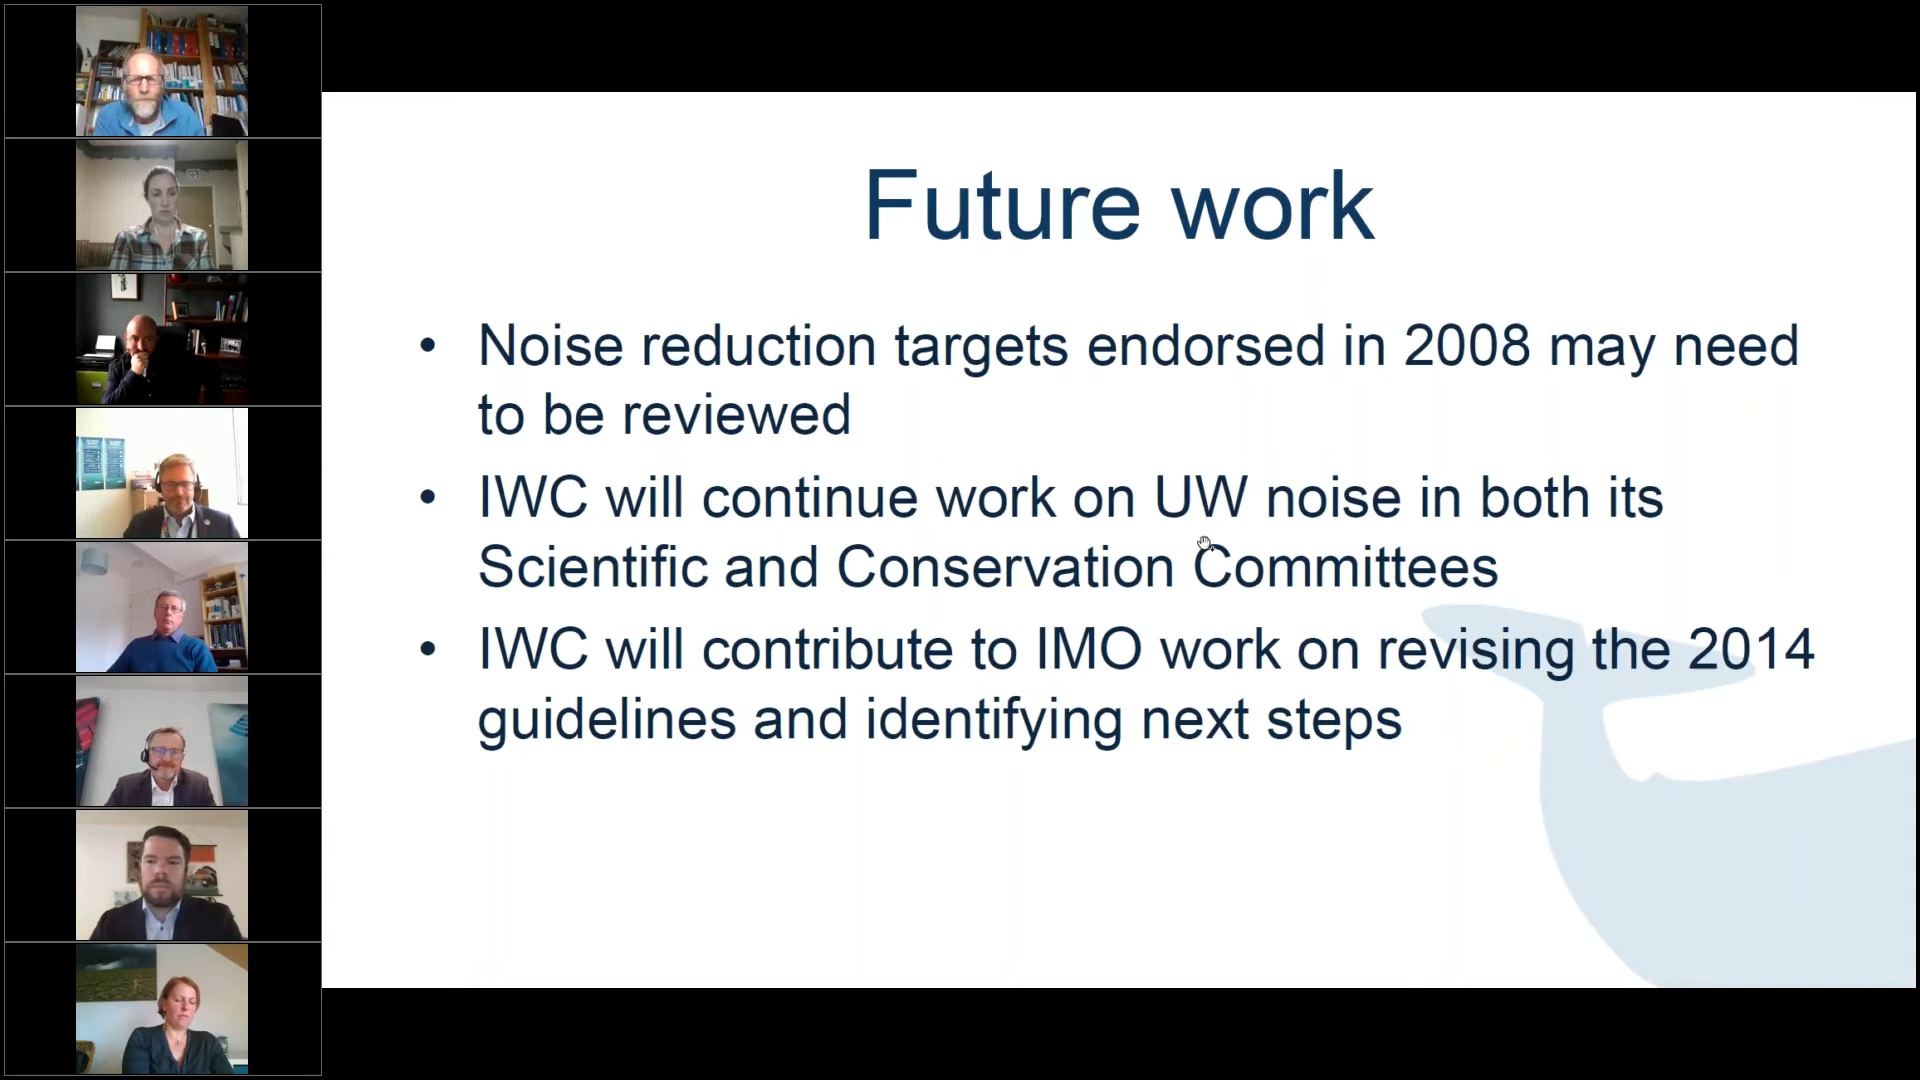 Future work
• Noise reduction targets endorsed in 2008 may need
to be reviewed
• IWC will continue work on UW noise in both its
Scientific and Conservation Committees
• IWC will contribute to IMO work on revising the 2014
guidelines and identifying next steps